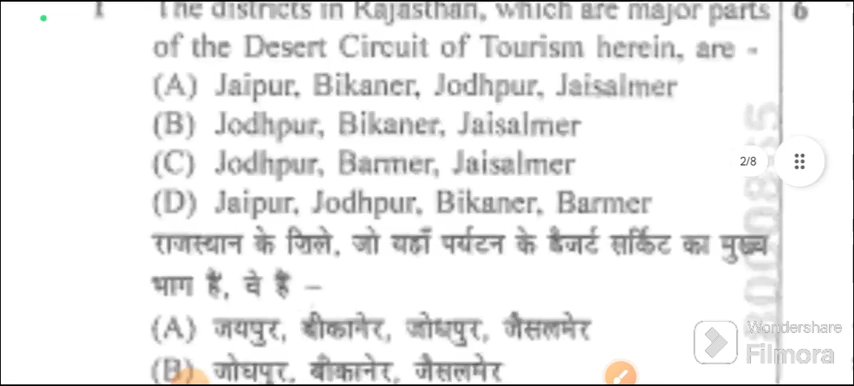 1 The districts in Rajasthan, which are major parts 6
of the Desert Circuit of Tourism herein, are -
(A) Jaipur, Bikaner, Jodhpur, Jaisalmer
(B) Jodhpur, Bikaner, Jaisalmer
(C) Jodhpur, Barmer, Jaisalmer
2/8
(D) Jaipur, Jodhpur, Bikaner, Barmer
राजस्थान के ज़िले, जो यहाँ पर्यटन के डैजर्ट सर्किट का मुख्य
भाग हैं, वे हैं –
(A) जयपुर, बीकानेर, जोधपुर, जैसलमेर
(B) जोधपुर, बीकानेर, जैसलमेर
Wondershare
Filmora